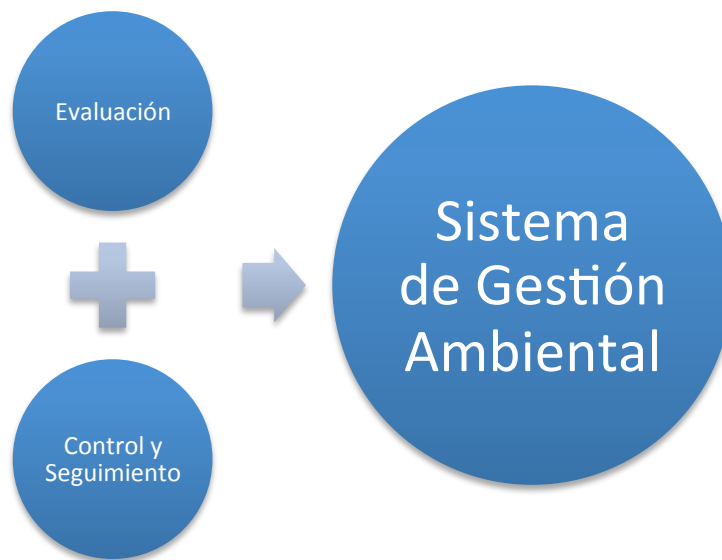 Evaluación
Control y
Seguimiento
Sistema
de Gestión
Ambiental